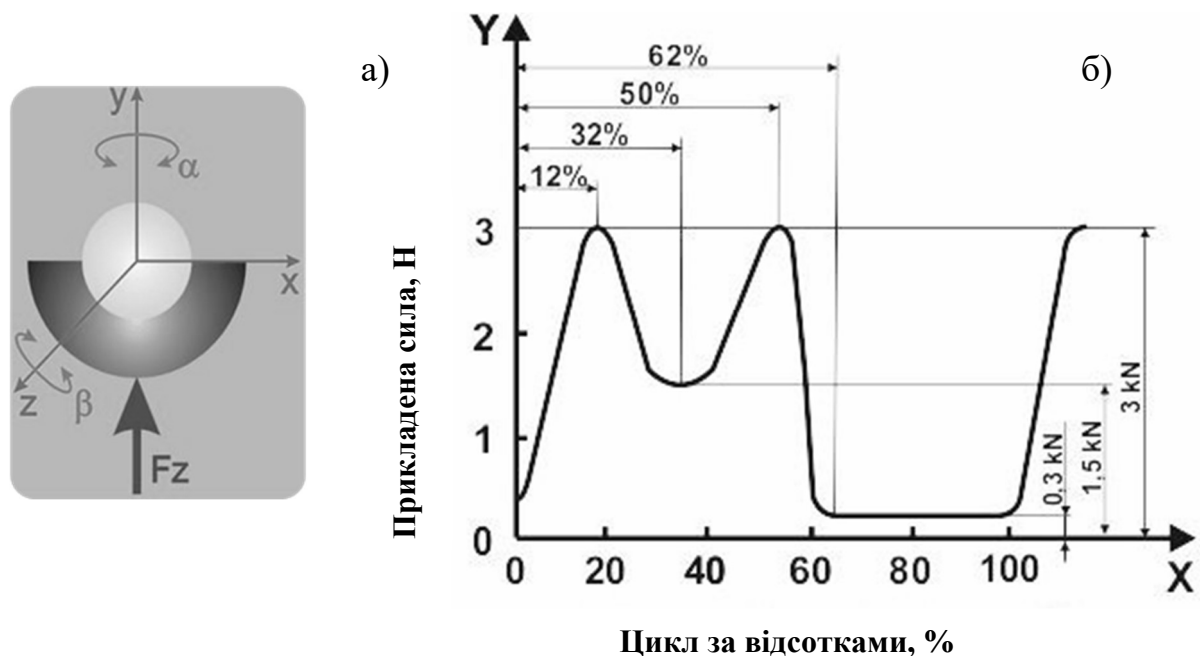 а)
y
α
x
z
β
Fz
б)
Y
62%
50%
32%
12%
3
2
1
0
Прикладена сила, Н
0,3 kN
1,5 kN
3 kN
0 20 40 60 80 100
X
Цикл за відсотками, %